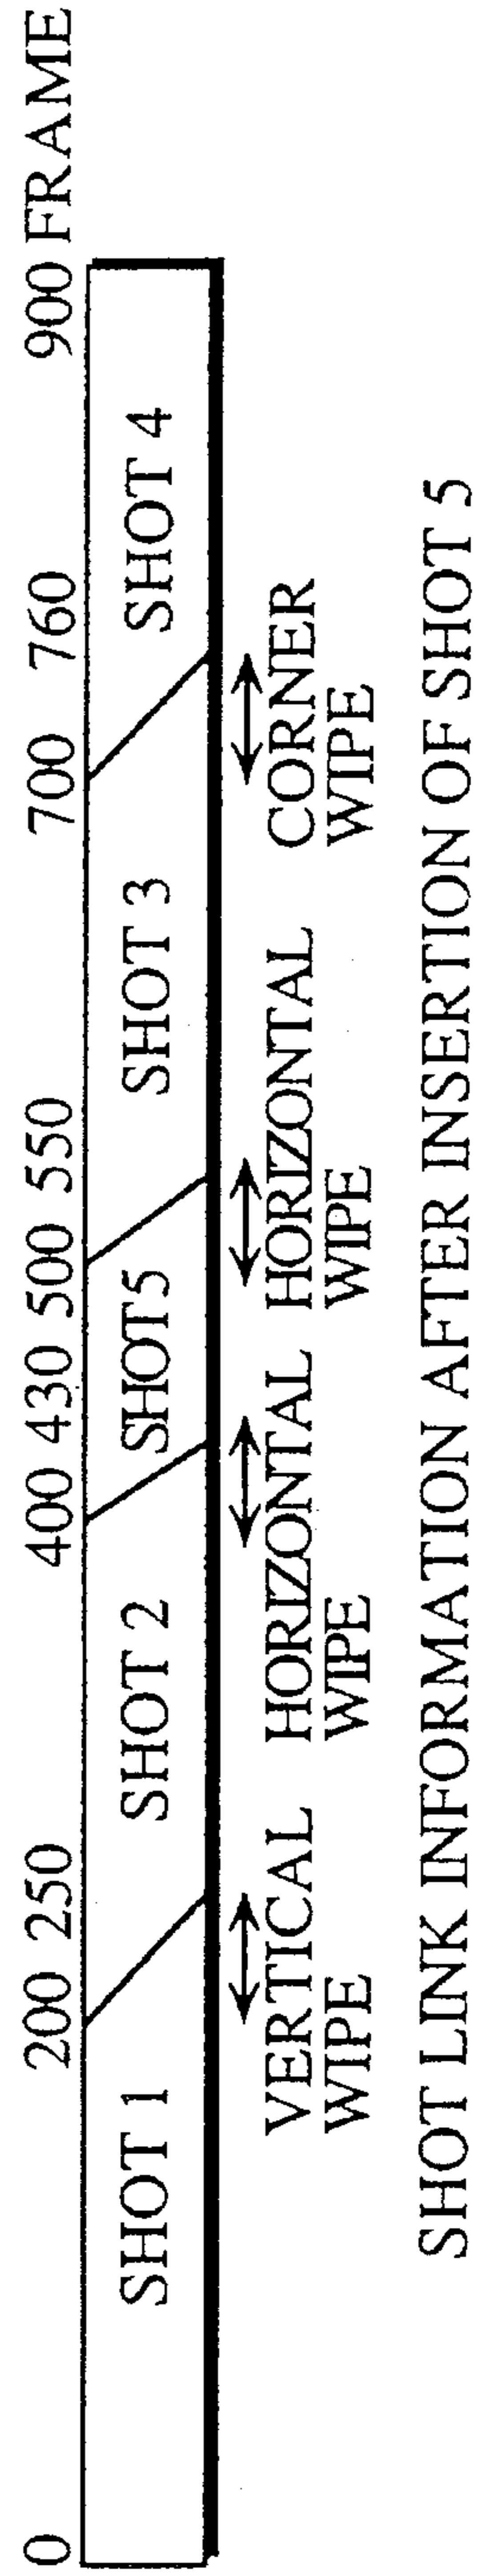 0 200 250 400 430 500 550 700 760 900 FRAME
SHOT 1 SHOT 2 SHOT5 SHOT 3 SHOT 4
VERTICAL HORIZONTAL HORIZONTAL CORNER
WIPE WIPE WIPE WIPE
SHOT LINK INFORMATION AFTER INSERTION OF SHOT 5